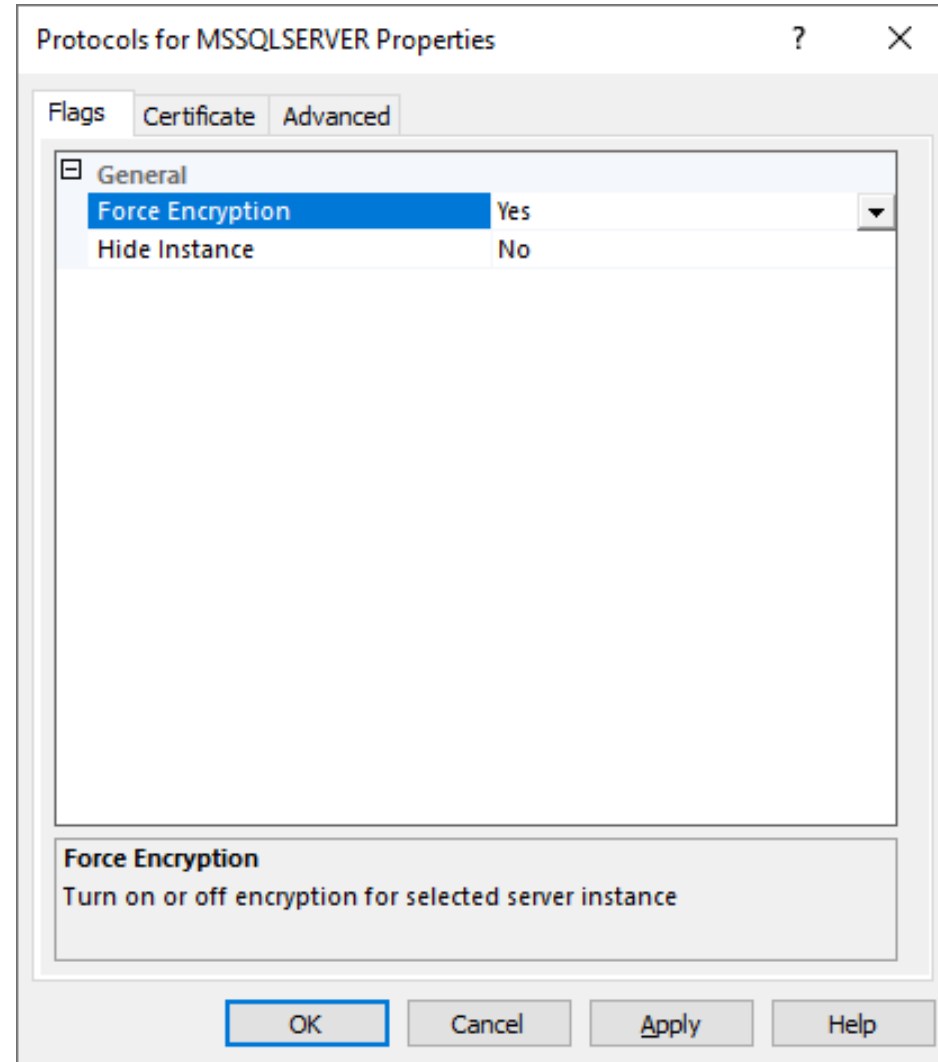 Protocols for MSSQLSERVER Properties ? ×
Flags Certificate Advanced
General
Force Encryption Yes
Hide Instance No
Force Encryption
Turn on or off encryption for selected server instance
OK Cancel Apply Help